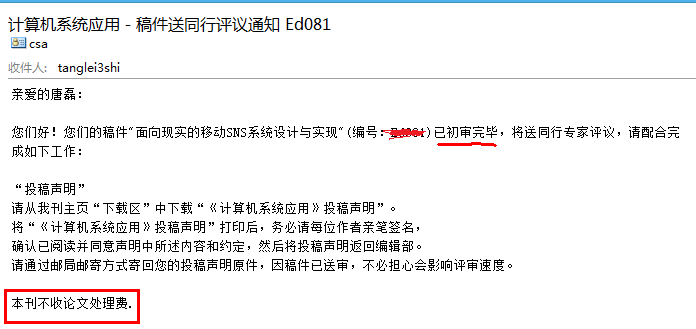 计算机系统应用 - 稿件送同行评议通知 Ed081
csa
收件人: tanglei3shi
亲爱的唐磊:
您们好! 您们的稿件“面向现实的移动SNS系统设计与实现”(编号: )已初审完毕, 将送同行专家评议, 请配合完
成如下工作:
“投稿声明”
请从我刊主页“下载区”中下载“《计算机系统应用》投稿声明”。
将“《计算机系统应用》投稿声明”打印后, 务必请每位作者亲笔签名,
确认已阅读并同意声明中所述内容和约定, 然后将投稿声明返回编辑部。
请通过邮局邮寄方式寄回您的投稿声明原件, 因稿件已送审, 不必担心会影响评审速度。
本刊不收论文处理费.